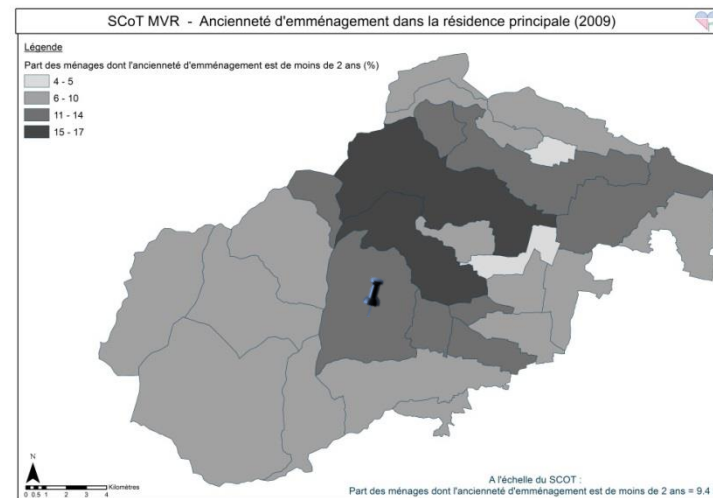 SCoT MVR - Ancienneté d'emménagement dans la résidence principale (2009)
Légende
Part des ménages dont l'ancienneté d'emménagement est de moins de 2 ans (%)
4 - 5
6 - 10
11 - 14
15 - 17
N
0 0.5 1 2 3 4 Kilomètres
A l'échelle du SCOT :
Part des ménages dont l'ancienneté d'emménagement est de moins de 2 ans = 9.4